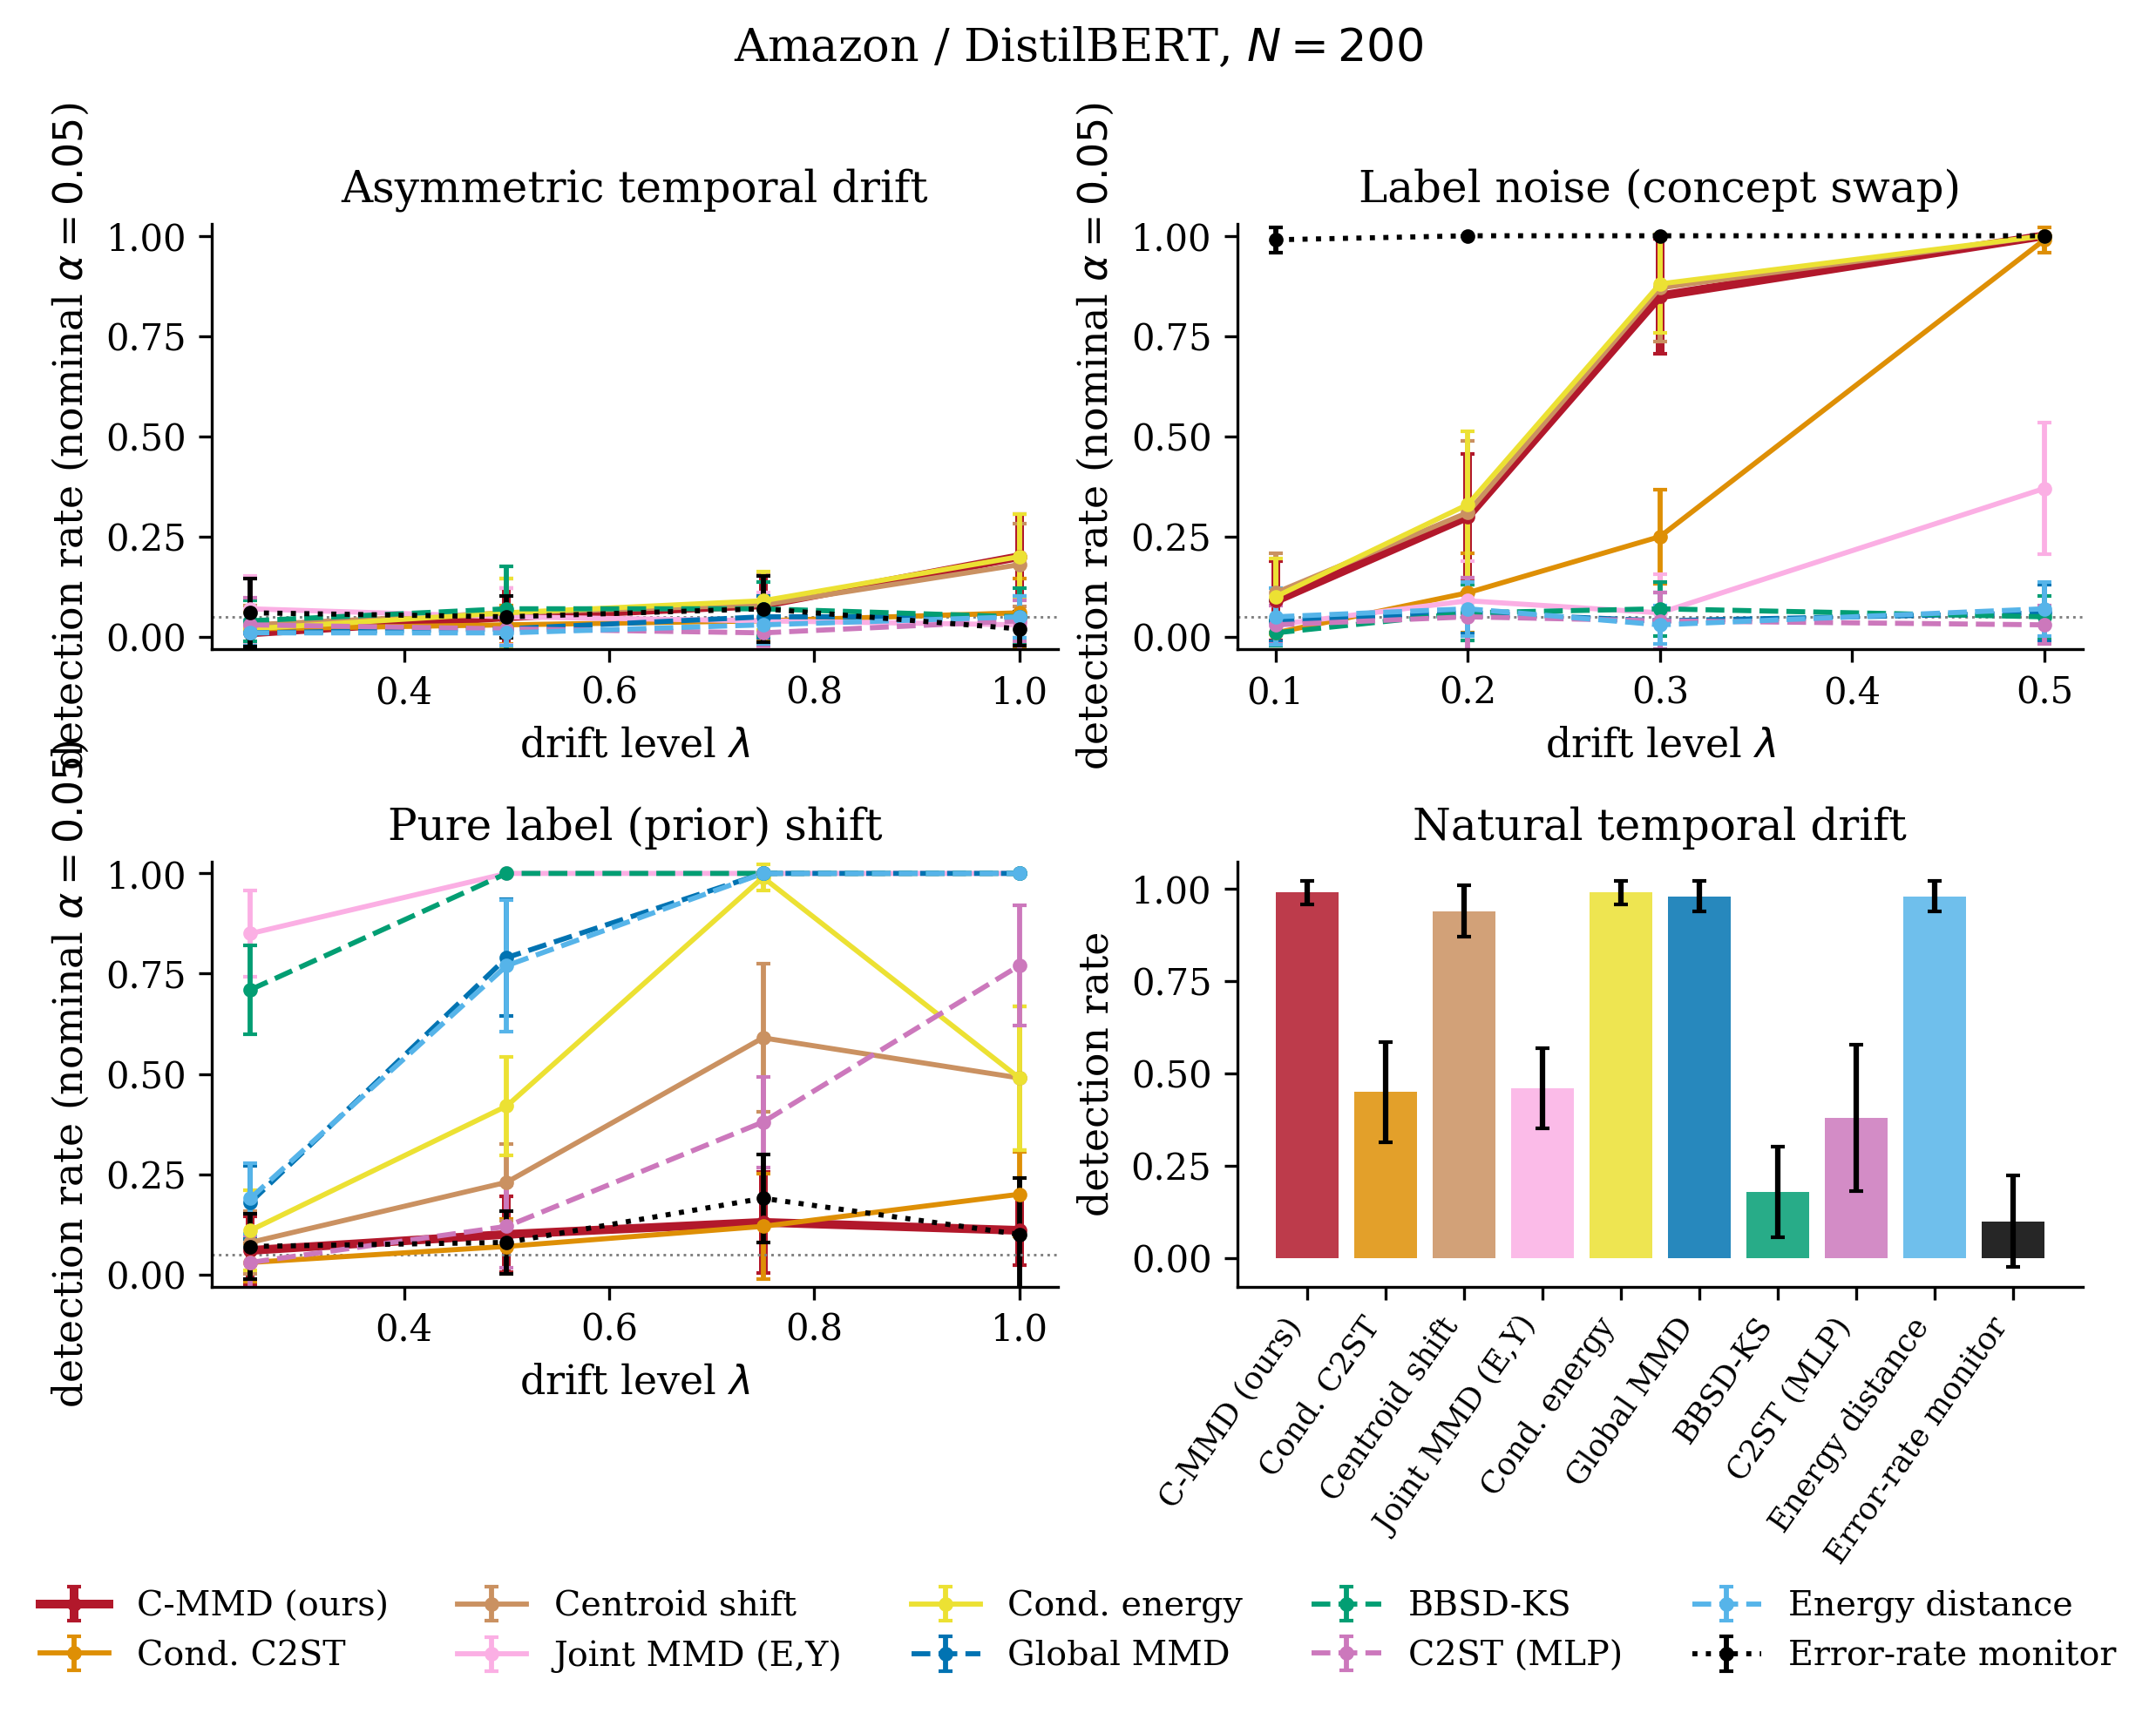 Amazon / DistilBERT, N = 200
Asymmetric temporal drift
detection rate (nominal α = 0.05)
1.00
0.75
0.50
0.25
0.00
0.4 0.6 0.8 1.0
drift level λ
Label noise (concept swap)
detection rate (nominal α = 0.05)
1.00
0.75
0.50
0.25
0.00
0.1 0.2 0.3 0.4 0.5
drift level λ
Pure label (prior) shift
detection rate (nominal α = 0.05)
1.00
0.75
0.50
0.25
0.00
0.4 0.6 0.8 1.0
drift level λ
Natural temporal drift
detection rate
1.00
0.75
0.50
0.25
0.00
C-MMD (ours)
Cond. C2ST
Centroid shift
Joint MMD (E,Y)
Cond. energy
Global MMD
BBSD-KS
C2ST (MLP)
Energy distance
Error-rate monitor
C-MMD (ours) Centroid shift Cond. energy BBSD-KS Energy distance
Cond. C2ST Joint MMD (E,Y) Global MMD C2ST (MLP) Error-rate monitor